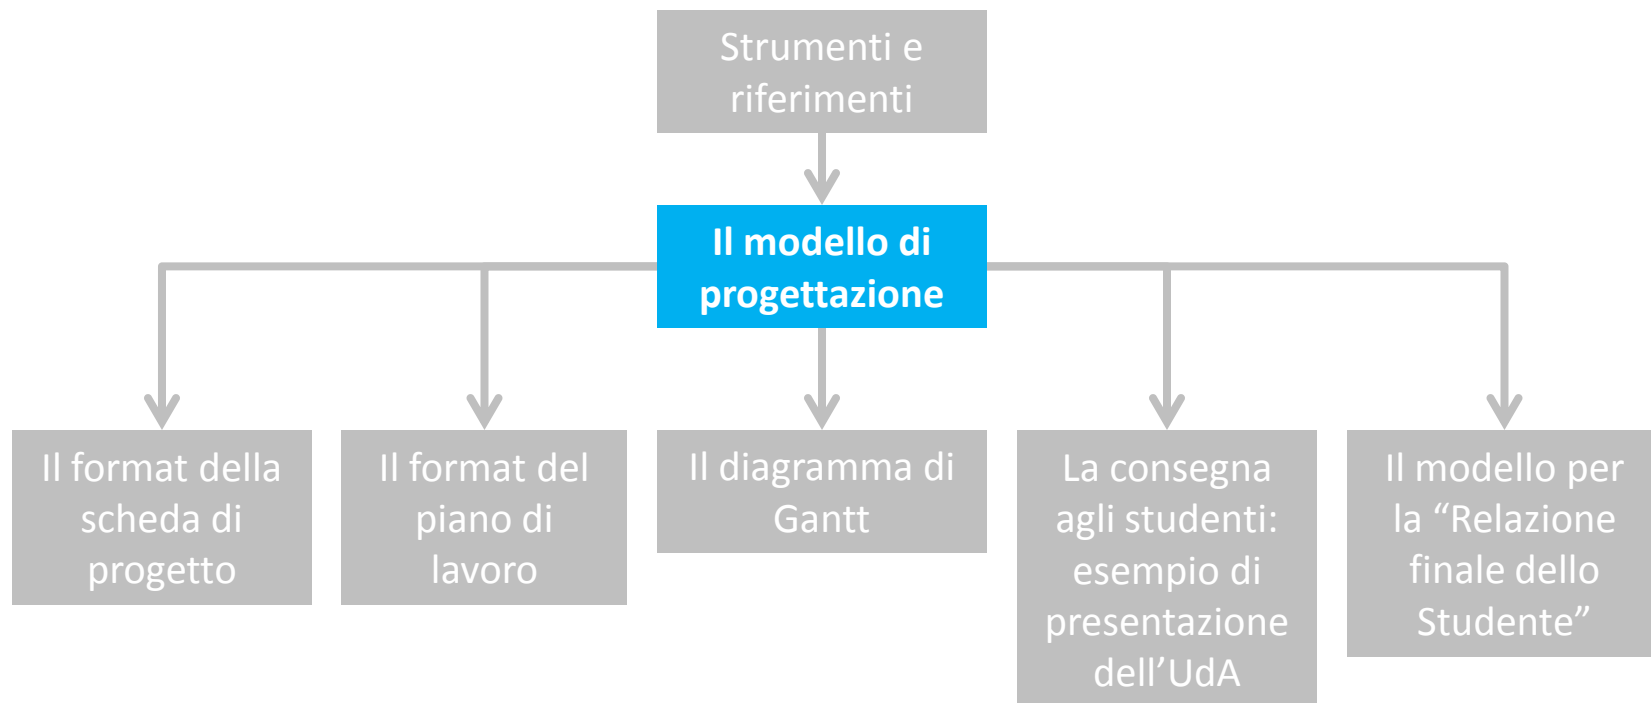 Strumenti e
riferimenti
Il modello di
progettazione
Il format della
scheda di
progetto
Il format del
piano di
lavoro
Il diagramma di
Gantt
La consegna
agli studenti:
esempio di
presentazione
dell’UdA
Il modello per
la “Relazione
finale dello
Studente”